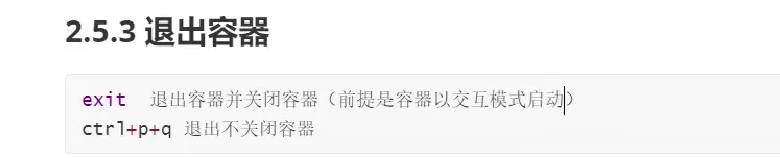 2.5.3 退出容器
exit 退出容器并关闭容器（前提是容器以交互模式启动）
ctrl+p+q 退出不关闭容器